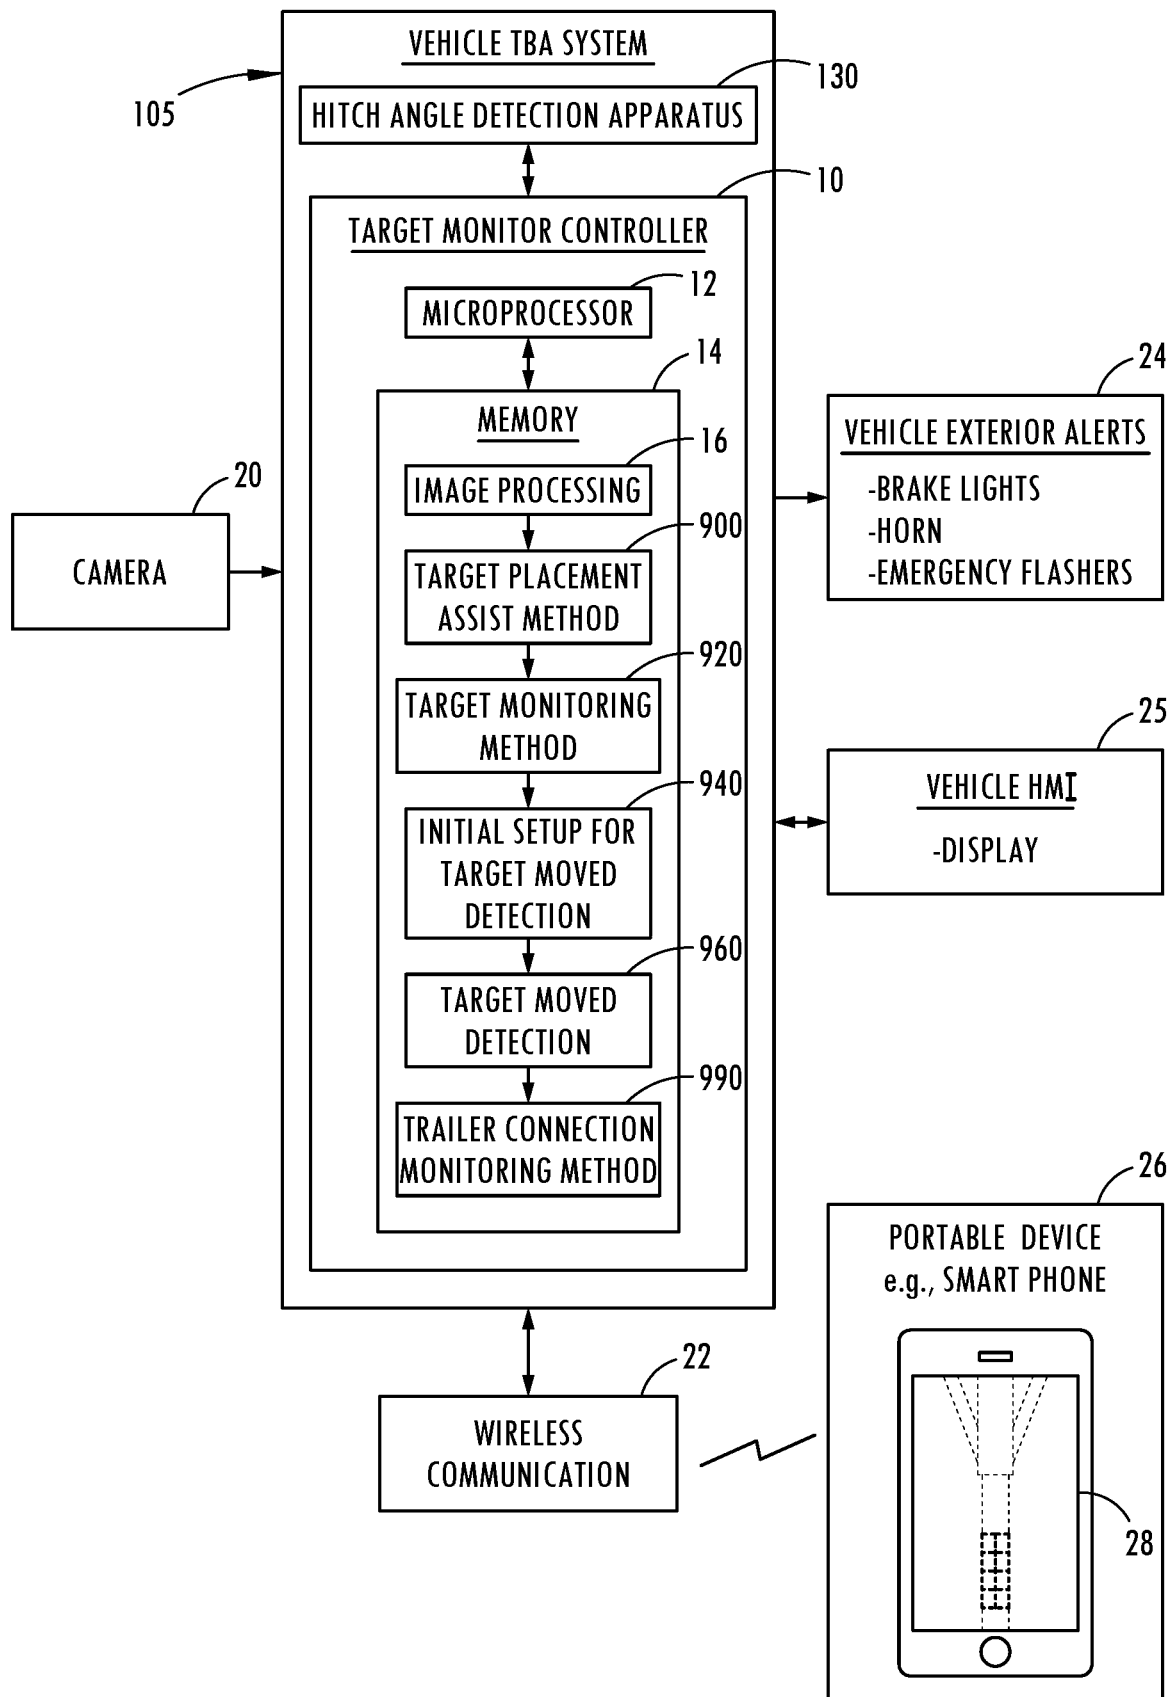 VEHICLE TBA SYSTEM
105
130
HITCH ANGLE DETECTION APPARATUS
10
TARGET MONITOR CONTROLLER
12
MICROPROCESSOR
14
MEMORY
16
IMAGE PROCESSING
900
TARGET PLACEMENT
ASSIST METHOD
920
TARGET MONITORING
METHOD
940
INITIAL SETUP FOR
TARGET MOVED
DETECTION
960
TARGET MOVED
DETECTION
990
TRAILER CONNECTION
MONITORING METHOD
20
CAMERA
24
VEHICLE EXTERIOR ALERTS
-BRAKE LIGHTS
-HORN
-EMERGENCY FLASHERS
25
VEHICLE HMI
-DISPLAY
22
WIRELESS
COMMUNICATION
26
PORTABLE DEVICE
e.g., SMART PHONE
28